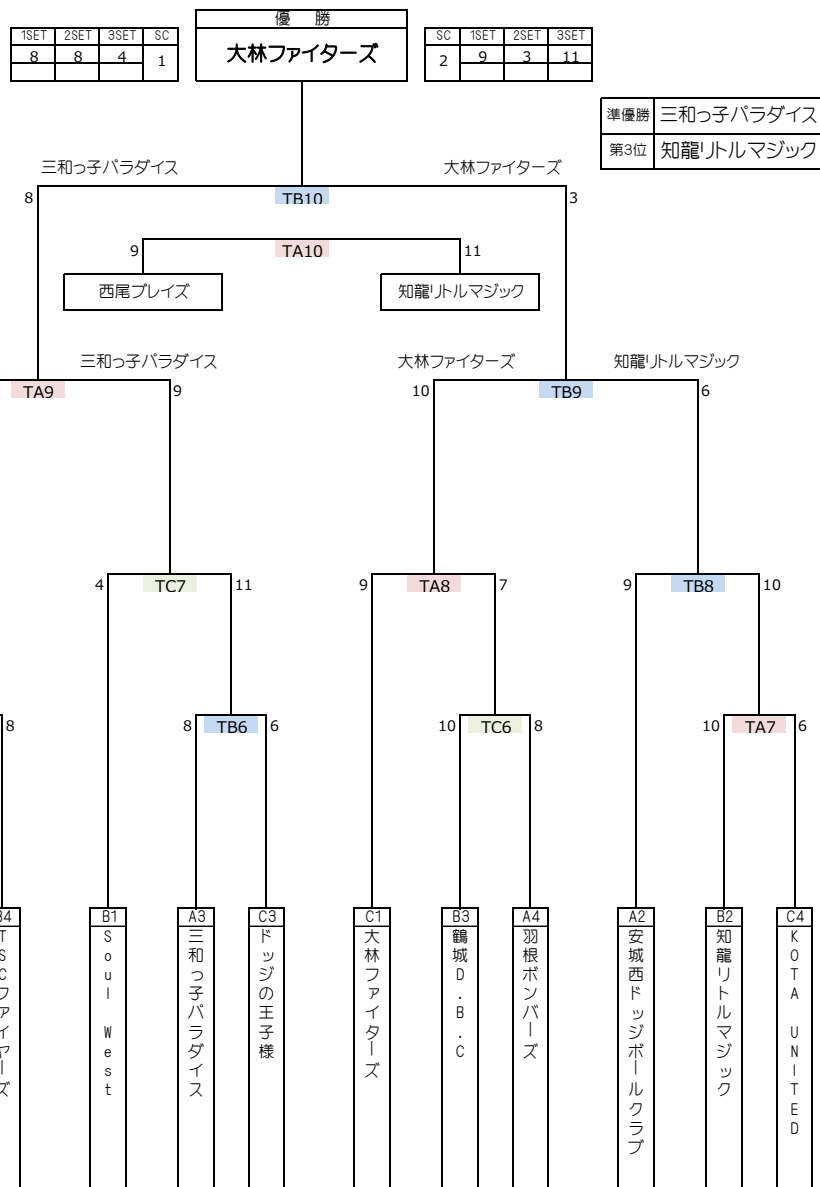 優 勝
1SET 2SET 3SET SC
8 8 4 1
大林ファイターズ
SC 1SET 2SET 3SET
2 9 3 11
準優勝 三和っ子パラダイス
第3位 知龍リトルマジック
三和っ子パラダイス 大林ファイターズ
8 TB10 3
9 TA10 11
西尾ブレイズ 知龍リトルマジック
三和っ子パラダイス 大林ファイターズ 知龍リトルマジック
TA9 9 10 TB9 6
4 TC7 11 9 TA8 7 9 TB8 10
8 8 TB6 6 10 TC6 8 10 TA7 6
B1 A3 C3 C1 B3 A4 A2 B2 C4
TSCファイヤーズ
Soul West
三和っ子パラダイス
ドッジの王子様
大林ファイターズ
鶴城D.B.C
羽根ボンバーズ
安城西ドッジボールクラブ
知龍リトルマジック
KOTA UNITED